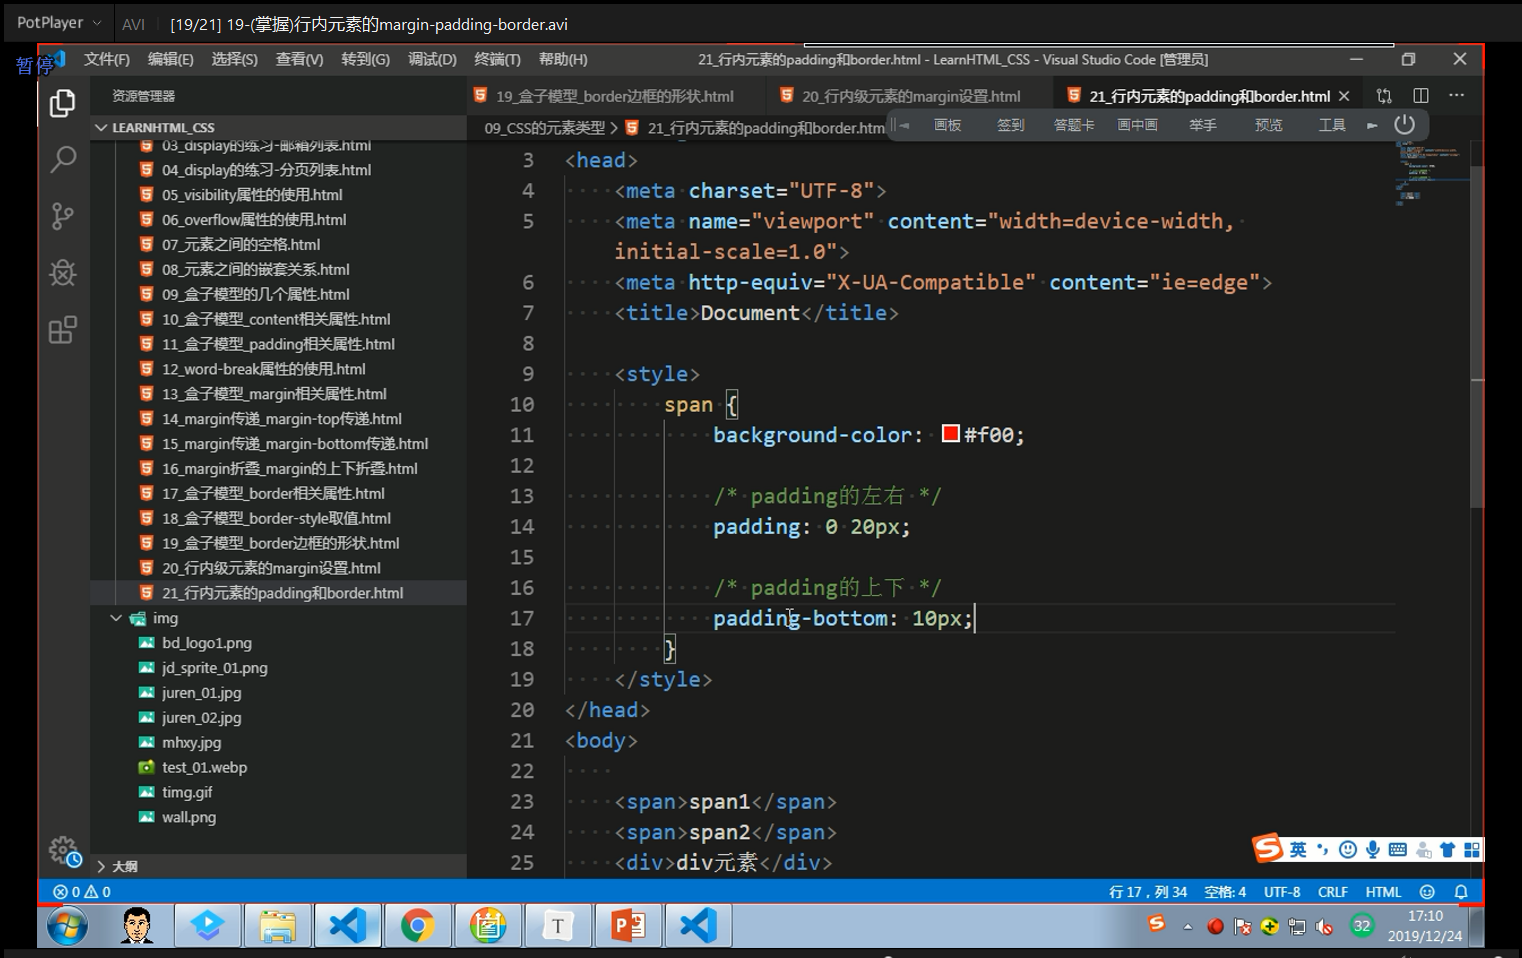 PotPlayer AVI [19/21] 19-(掌握)行内元素的margin-padding-border.avi
暂停
文件(F) 编辑(E) 选择(S) 查看(V) 转到(G) 调试(D) 终端(T) 帮助(H) 21_行内元素的padding和border.html - LearnHTML_CSS - Visual Studio Code [管理员]
资源管理器
19_盒子模型_border边框的形状.html 20_行内级元素的margin设置.html 21_行内元素的padding和border.html
LEARNHTML_CSS
09_CSS的元素类型 > 21_行内元素的padding和border.htm
画板 签到 答题卡 画中画 举手 预览 工具
03_display的练习-邮箱列表.html
04_display的练习-分页列表.html
05_visibility属性的使用.html
06_overflow属性的使用.html
07_元素之间的空格.html
08_元素之间的嵌套关系.html
09_盒子模型的几个属性.html
10_盒子模型_content相关属性.html
11_盒子模型_padding相关属性.html
12_word-break属性的使用.html
13_盒子模型_margin相关属性.html
14_margin传递_margin-top传递.html
15_margin传递_margin-bottom传递.html
16_margin折叠_margin的上下折叠.html
17_盒子模型_border相关属性.html
18_盒子模型_border-style取值.html
19_盒子模型_border边框的形状.html
20_行内级元素的margin设置.html
21_行内元素的padding和border.html
img
bd_logo1.png
jd_sprite_01.png
juren_01.jpg
juren_02.jpg
mhxy.jpg
test_01.webp
timg.gif
wall.png
大纲
3 <head>
4 <meta charset="UTF-8">
5 <meta name="viewport" content="width=device-width,
initial-scale=1.0">
6 <meta http-equiv="X-UA-Compatible" content="ie=edge">
7 <title>Document</title>
8
9 <style>
10 span {
11 background-color: #f00;
12
13 /* padding的左右 */
14 padding: 0 20px;
15
16 /* padding的上下 */
17 padding-bottom: 10px;
18 }
19 </style>
20 </head>
21 <body>
22
23 <span>span1</span>
24 <span>span2</span>
25 <div>div元素</div>
英
0 0 行 17，列 34 空格: 4 UTF-8 CRLF HTML
T P 32 17:10
2019/12/24